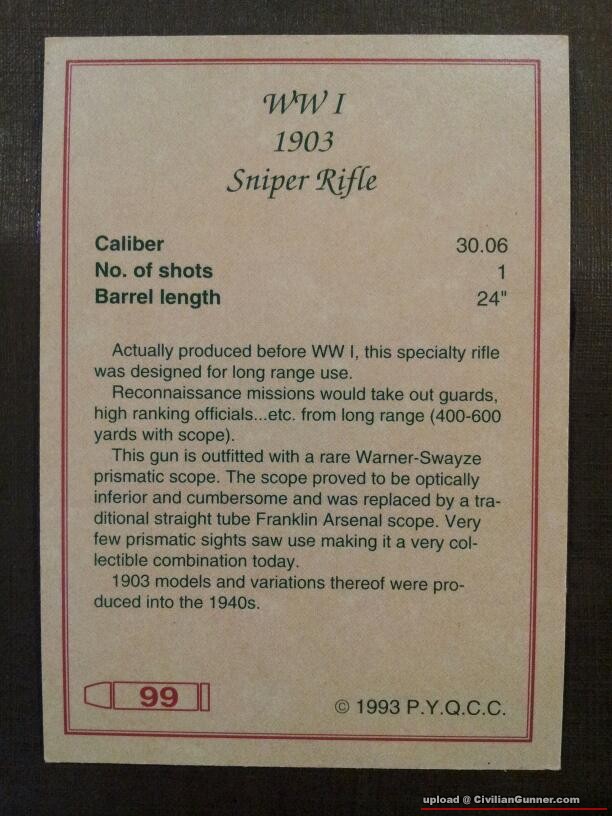 WW I
1903
Sniper Rifle
Caliber 30.06
No. of shots 1
Barrel length 24"
Actually produced before WW I, this specialty rifle
was designed for long range use.
Reconnaissance missions would take out guards,
high ranking officials...etc. from long range (400-600
yards with scope).
This gun is outfitted with a rare Warner-Swayze
prismatic scope. The scope proved to be optically
inferior and cumbersome and was replaced by a tra-
ditional straight tube Franklin Arsenal scope. Very
few prismatic sights saw use making it a very col-
lectible combination today.
1903 models and variations thereof were pro-
duced into the 1940s.
99
© 1993 P.Y.Q.C.C.
upload @ CivilianGunner.com